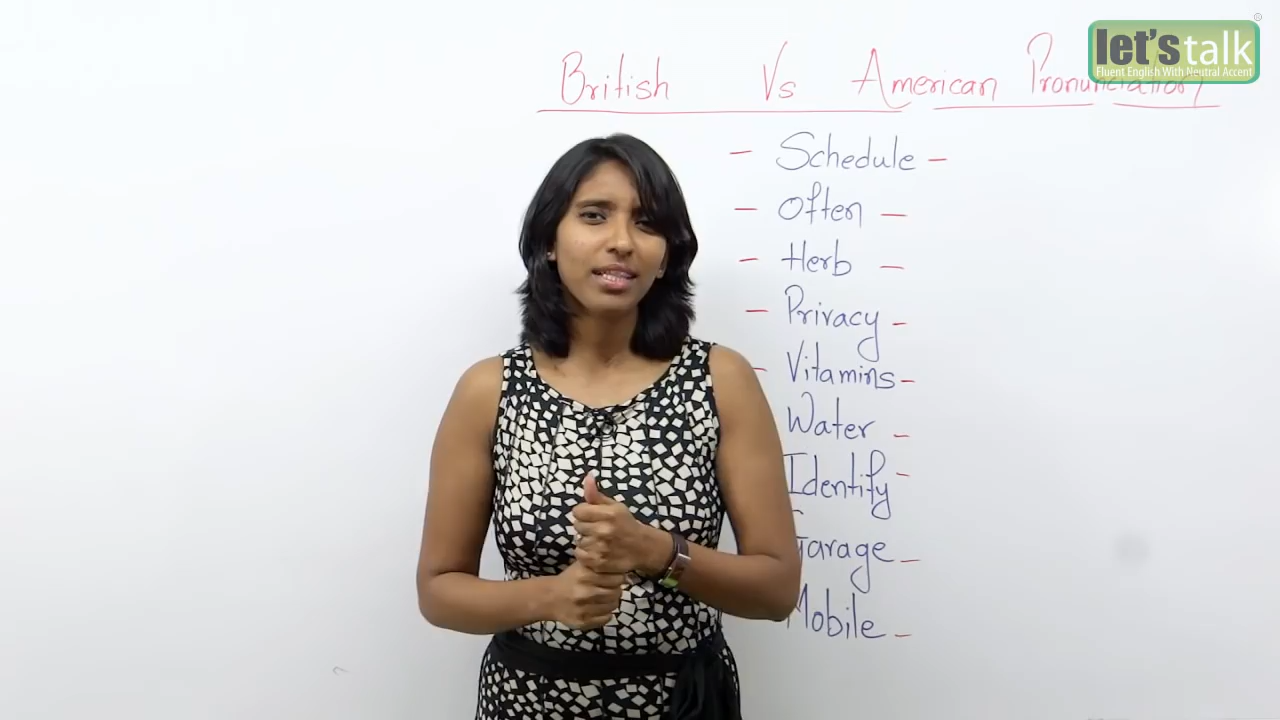 let's talk
Fluent English With Neutral Accent
British Vs American Pronunciation
- Schedule -
- Often -
- Herb -
- Privacy -
- Vitamins -
Water -
Identify -
Garage -
Mobile -